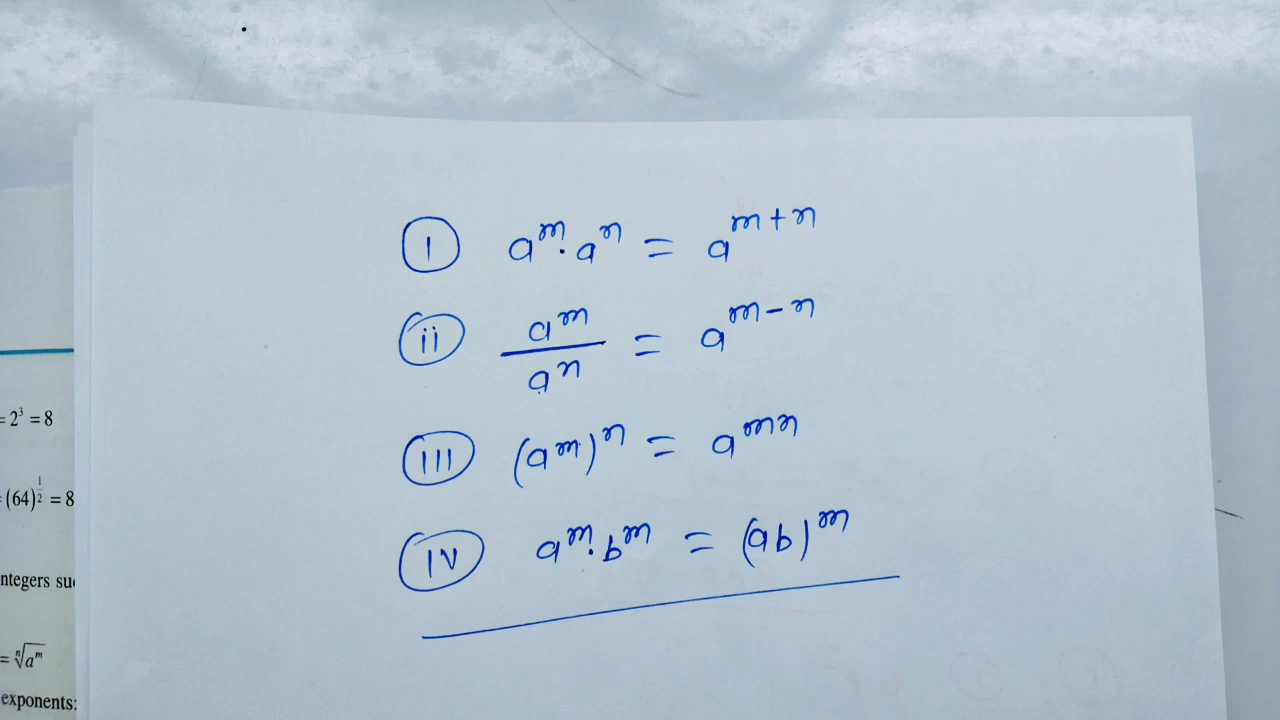 = 2³ = 8
= (64)^{1/2} = 8
ntegers su
= ⁿ√a^m
exponents:
(i) a^m · a^n = a^{m+n}
(ii) a^m / a^n = a^{m-n}
(iii) (a^m)^n = a^{mn}
(iv) a^m · b^m = (ab)^m